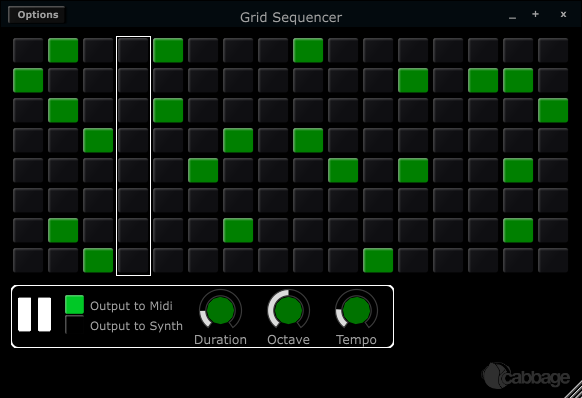 Options
Grid Sequencer
Output to Midi
Output to Synth
Duration
Octave
Tempo
cabbage